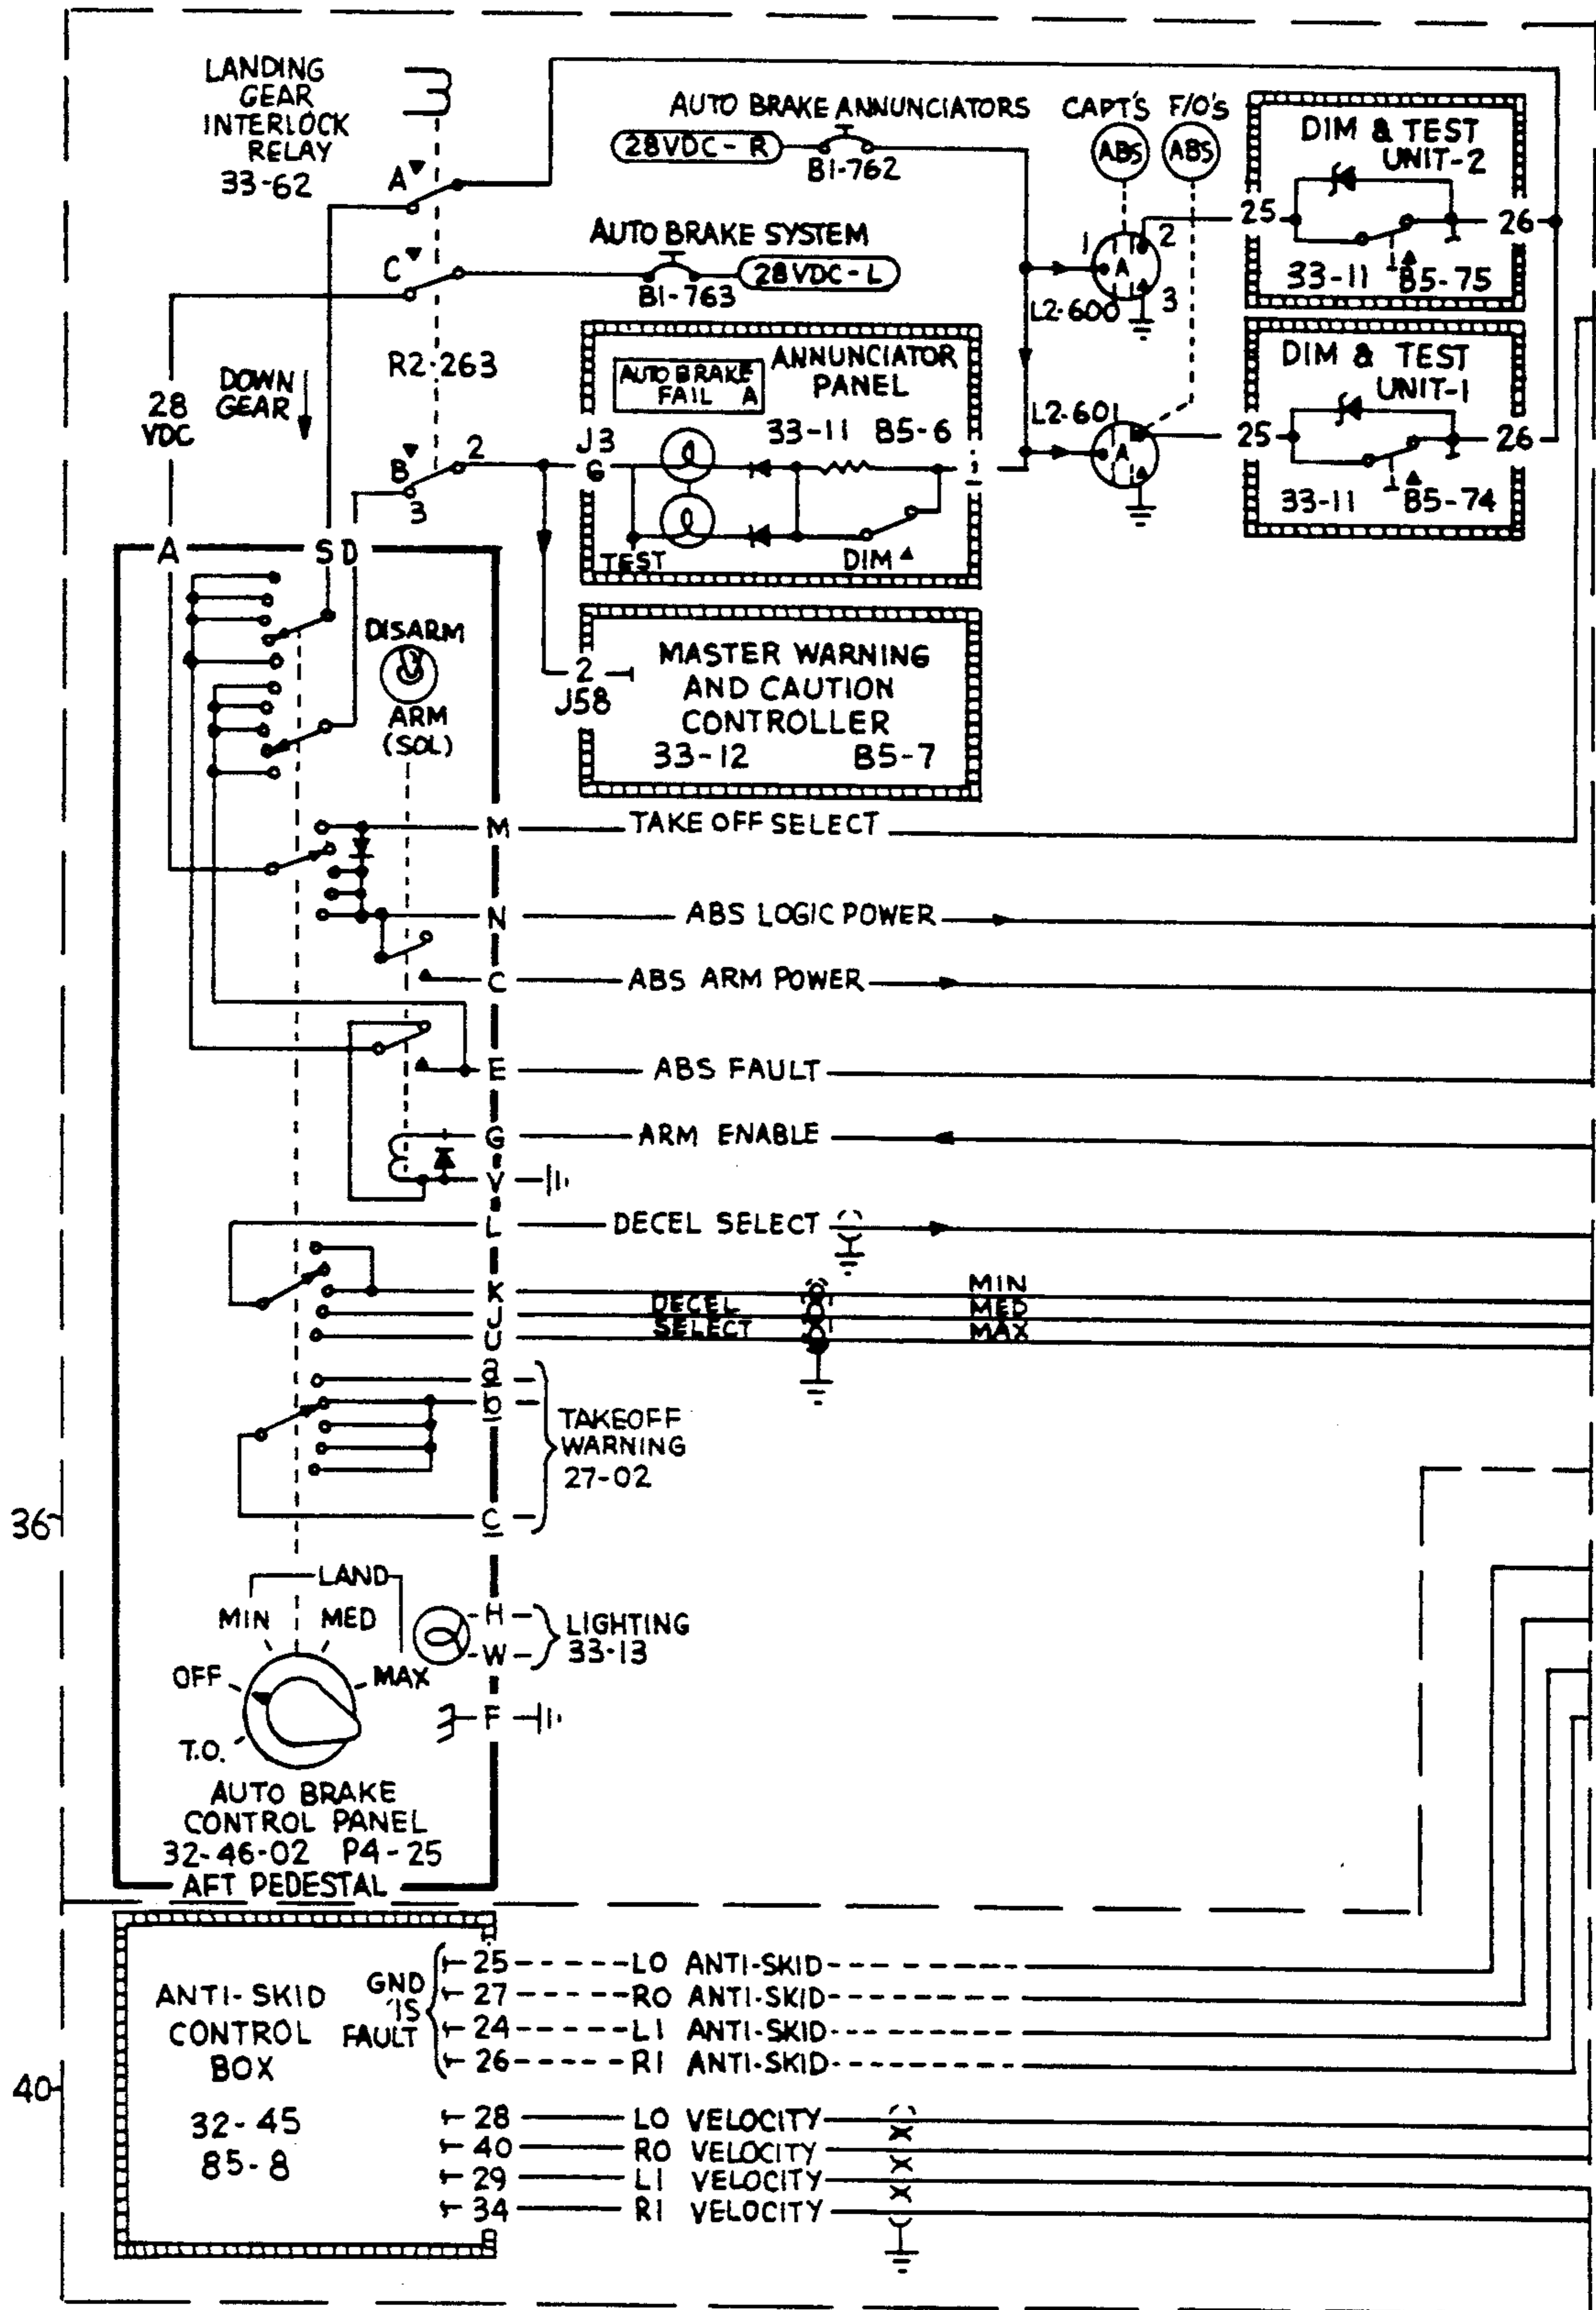 LANDING
GEAR
INTERLOCK
RELAY
33-62
A
C
R2-263
B
2
3
DOWN
GEAR
28
VDC
AUTO BRAKE ANNUNCIATORS
28VDC-R
B1-762
AUTO BRAKE SYSTEM
B1-763
28VDC-L
CAPT'S
F/O'S
ABS
ABS
1
2
A
3
L2-600
L2-601
A
DIM & TEST
UNIT-2
25
26
33-11
B5-75
DIM & TEST
UNIT-1
25
26
33-11
B5-74
AUTO BRAKE
FAIL A
ANNUNCIATOR
PANEL
33-11 B5-6
J3
G
1
TEST
DIM
2
J58
MASTER WARNING
AND CAUTION
CONTROLLER
33-12 B5-7
A
S D
DISARM
ARM
(SOL)
M
TAKE OFF SELECT
N
ABS LOGIC POWER
C
ABS ARM POWER
E
ABS FAULT
G
ARM ENABLE
V
L
DECEL SELECT
K
J
U
DECEL
SELECT
MIN
MED
MAX
a
b
C
TAKEOFF
WARNING
27-02
36
LAND
MIN
MED
OFF
MAX
T.O.
H
W
LIGHTING
33-13
F
AUTO BRAKE
CONTROL PANEL
32-46-02 P4-25
AFT PEDESTAL
ANTI-SKID
CONTROL
BOX
32-45
85-8
GND
IS
FAULT
25 LO ANTI-SKID
27 RO ANTI-SKID
24 LI ANTI-SKID
26 RI ANTI-SKID
40
28 LO VELOCITY
40 RO VELOCITY
29 LI VELOCITY
34 RI VELOCITY